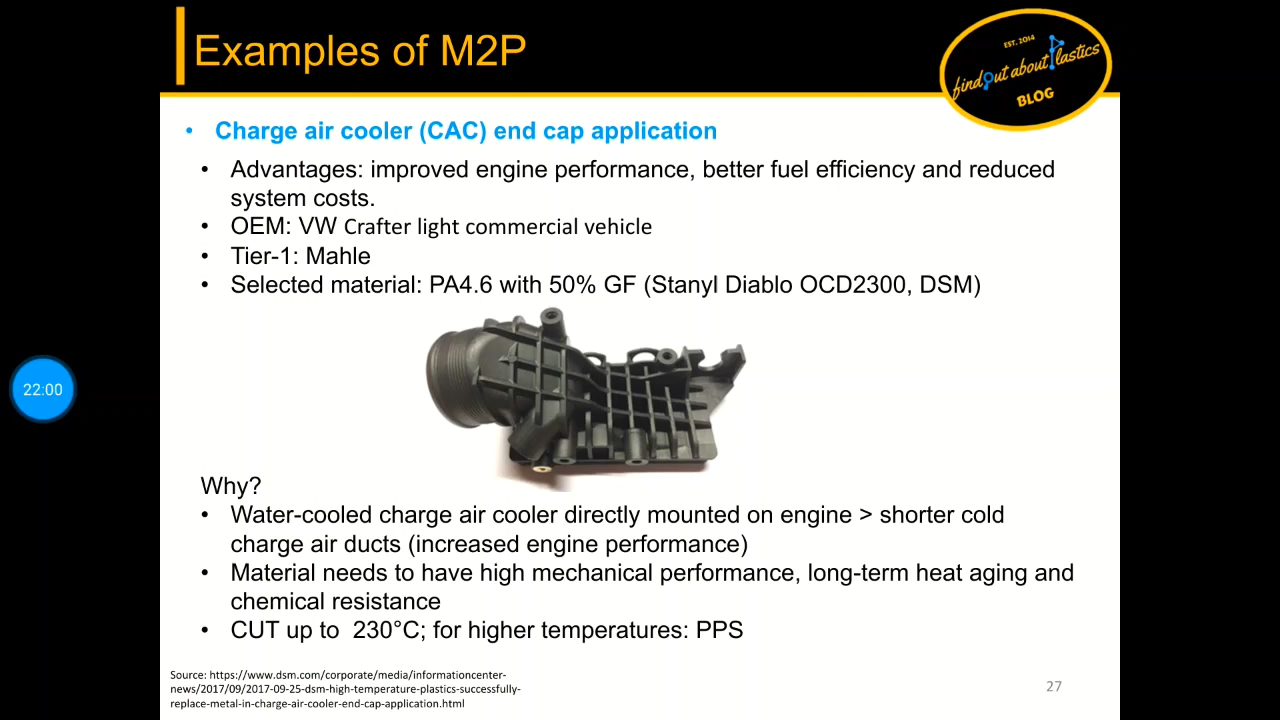 Examples of M2P
EST. 2014
findout about Plastics
BLOG
• Charge air cooler (CAC) end cap application
• Advantages: improved engine performance, better fuel efficiency and reduced
system costs.
• OEM: VW Crafter light commercial vehicle
• Tier-1: Mahle
• Selected material: PA4.6 with 50% GF (Stanyl Diablo OCD2300, DSM)
22:00
Why?
• Water-cooled charge air cooler directly mounted on engine > shorter cold
charge air ducts (increased engine performance)
• Material needs to have high mechanical performance, long-term heat aging and
chemical resistance
• CUT up to  230°C; for higher temperatures: PPS
Source: https://www.dsm.com/corporate/media/informationcenter-
news/2017/09/2017-09-25-dsm-high-temperature-plastics-successfully-
replace-metal-in-charge-air-cooler-end-cap-application.html
27